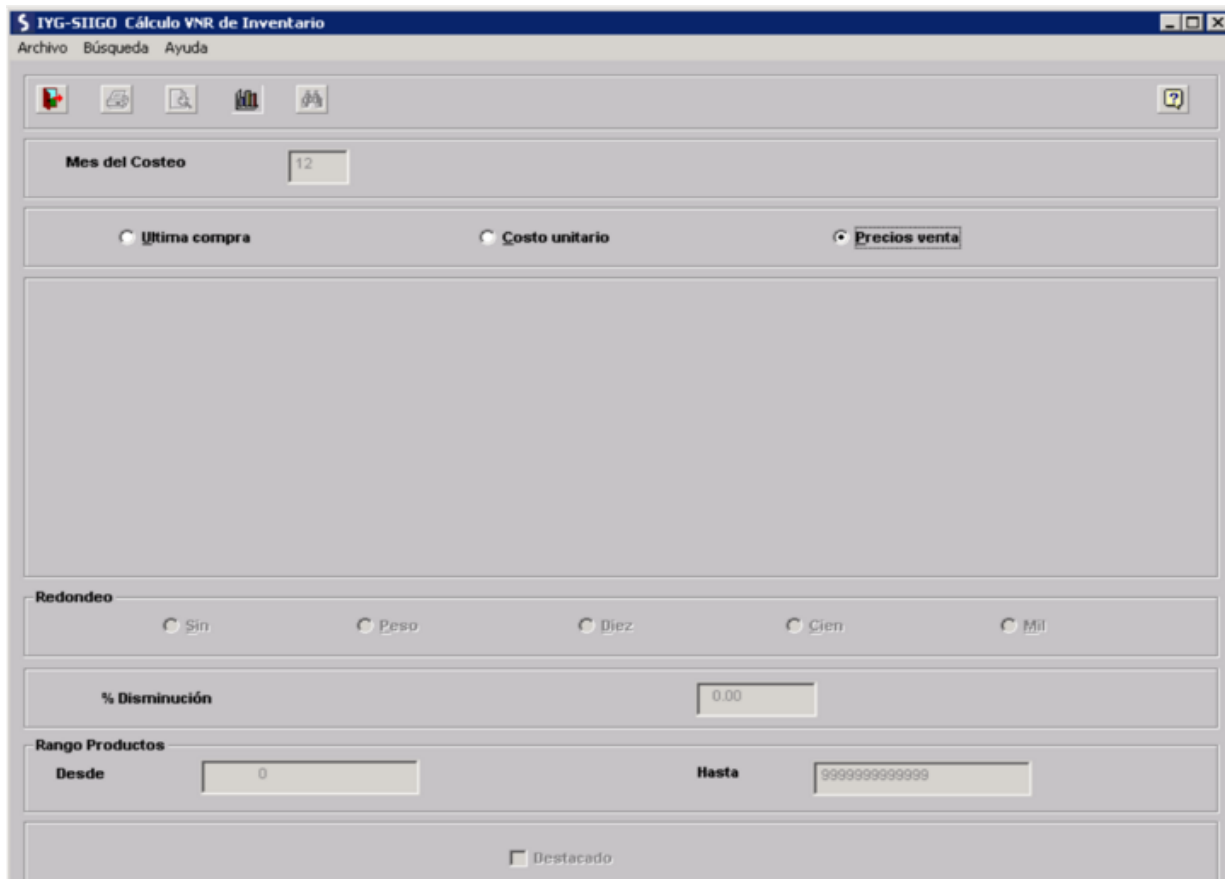 IYG-SIIGO Cálculo VNR de Inventario
Archivo Búsqueda Ayuda
Mes del Costeo 12
Ultima compra Costo unitario Precios venta
Redondeo
Sin Peso Diez Cien Mil
% Disminución 0.00
Rango Productos
Desde 0 Hasta 9999999999999
Destacado